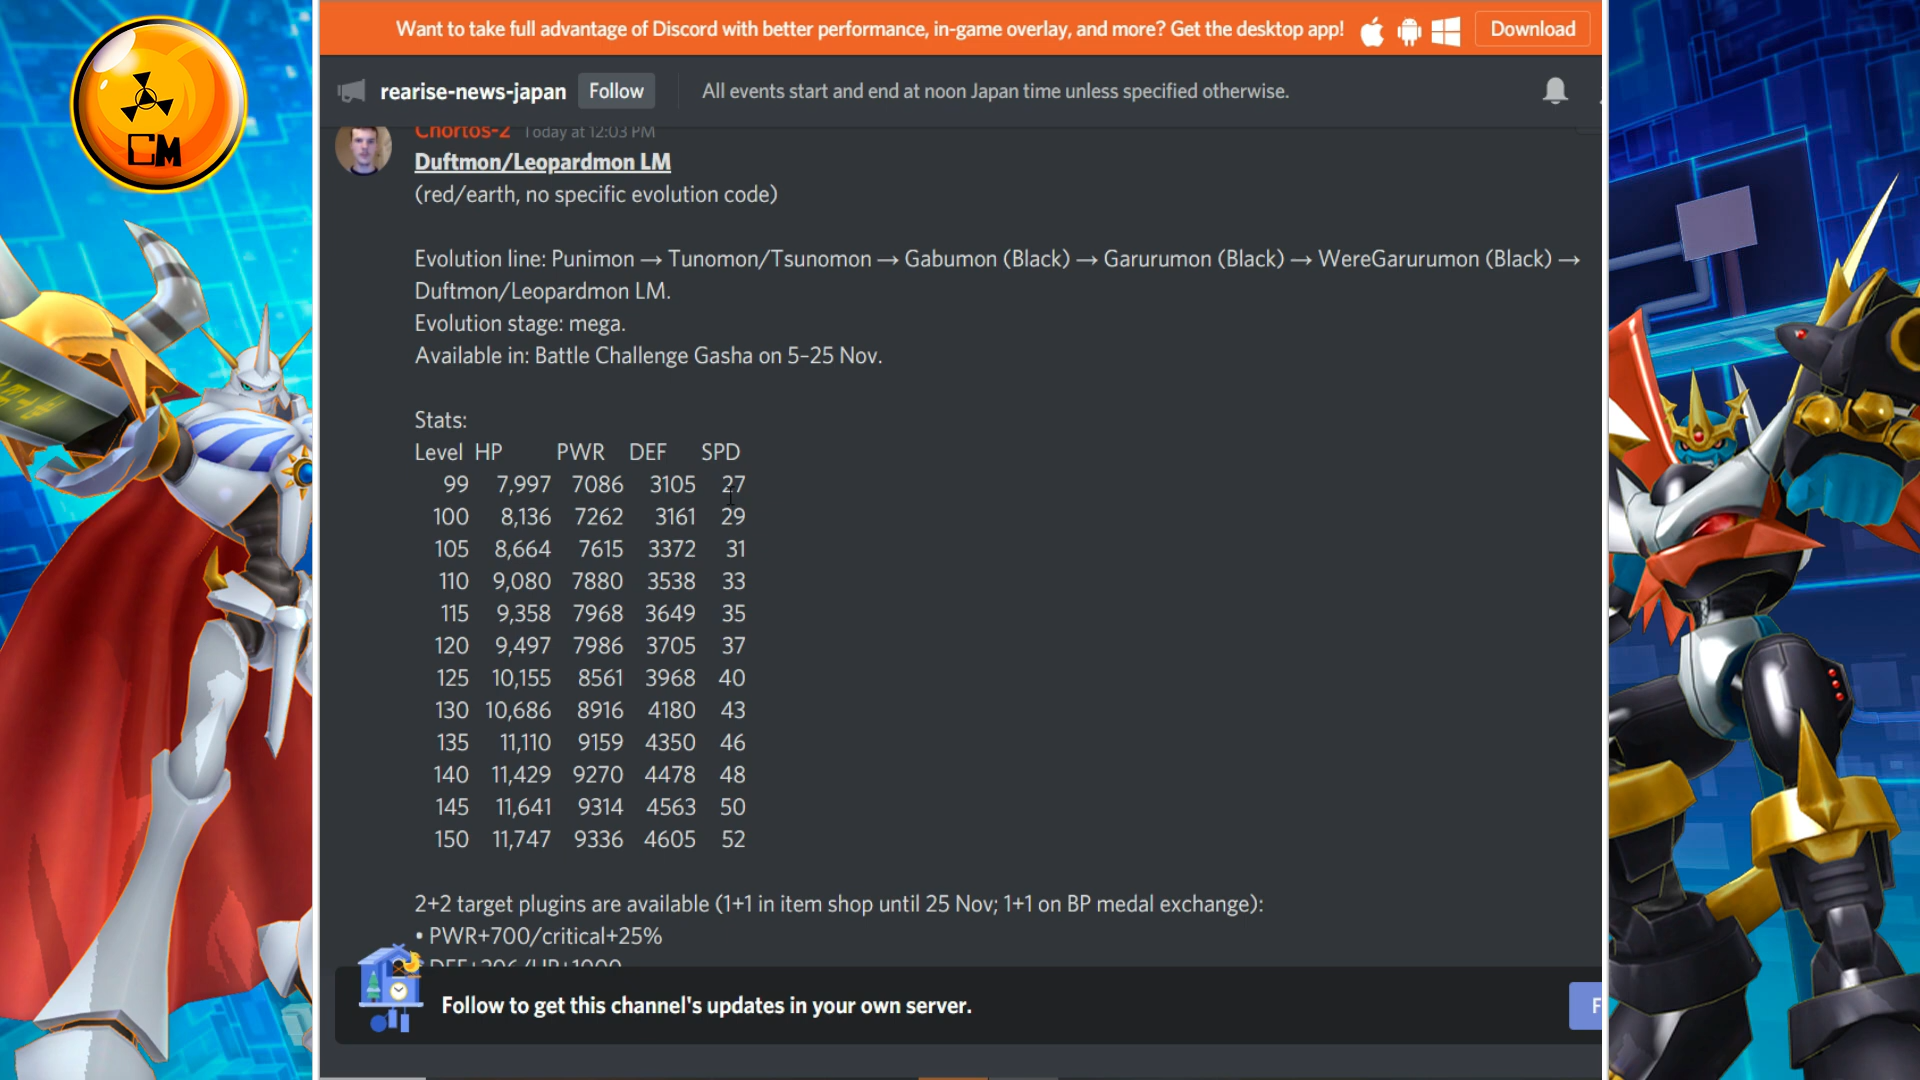 Want to take full advantage of Discord with better performance, in-game overlay, and more? Get the desktop app!
Download
rearise-news-japan
Follow
All events start and end at noon Japan time unless specified otherwise.
CM
Chortos-2 Today at 12:03 PM
Duftmon/Leopardmon LM
(red/earth, no specific evolution code)
Evolution line: Punimon → Tunomon/Tsunomon → Gabumon (Black) → Garurumon (Black) → WereGarurumon (Black) →
Duftmon/Leopardmon LM.
Evolution stage: mega.
Available in: Battle Challenge Gasha on 5–25 Nov.
Stats:
Level HP PWR DEF SPD
99 7,997 7086 3105 27
100 8,136 7262 3161 29
105 8,664 7615 3372 31
110 9,080 7880 3538 33
115 9,358 7968 3649 35
120 9,497 7986 3705 37
125 10,155 8561 3968 40
130 10,686 8916 4180 43
135 11,110 9159 4350 46
140 11,429 9270 4478 48
145 11,641 9314 4563 50
150 11,747 9336 4605 52
2+2 target plugins are available (1+1 in item shop until 25 Nov; 1+1 on BP medal exchange):
• PWR+700/critical+25%
Follow to get this channel's updates in your own server.
F